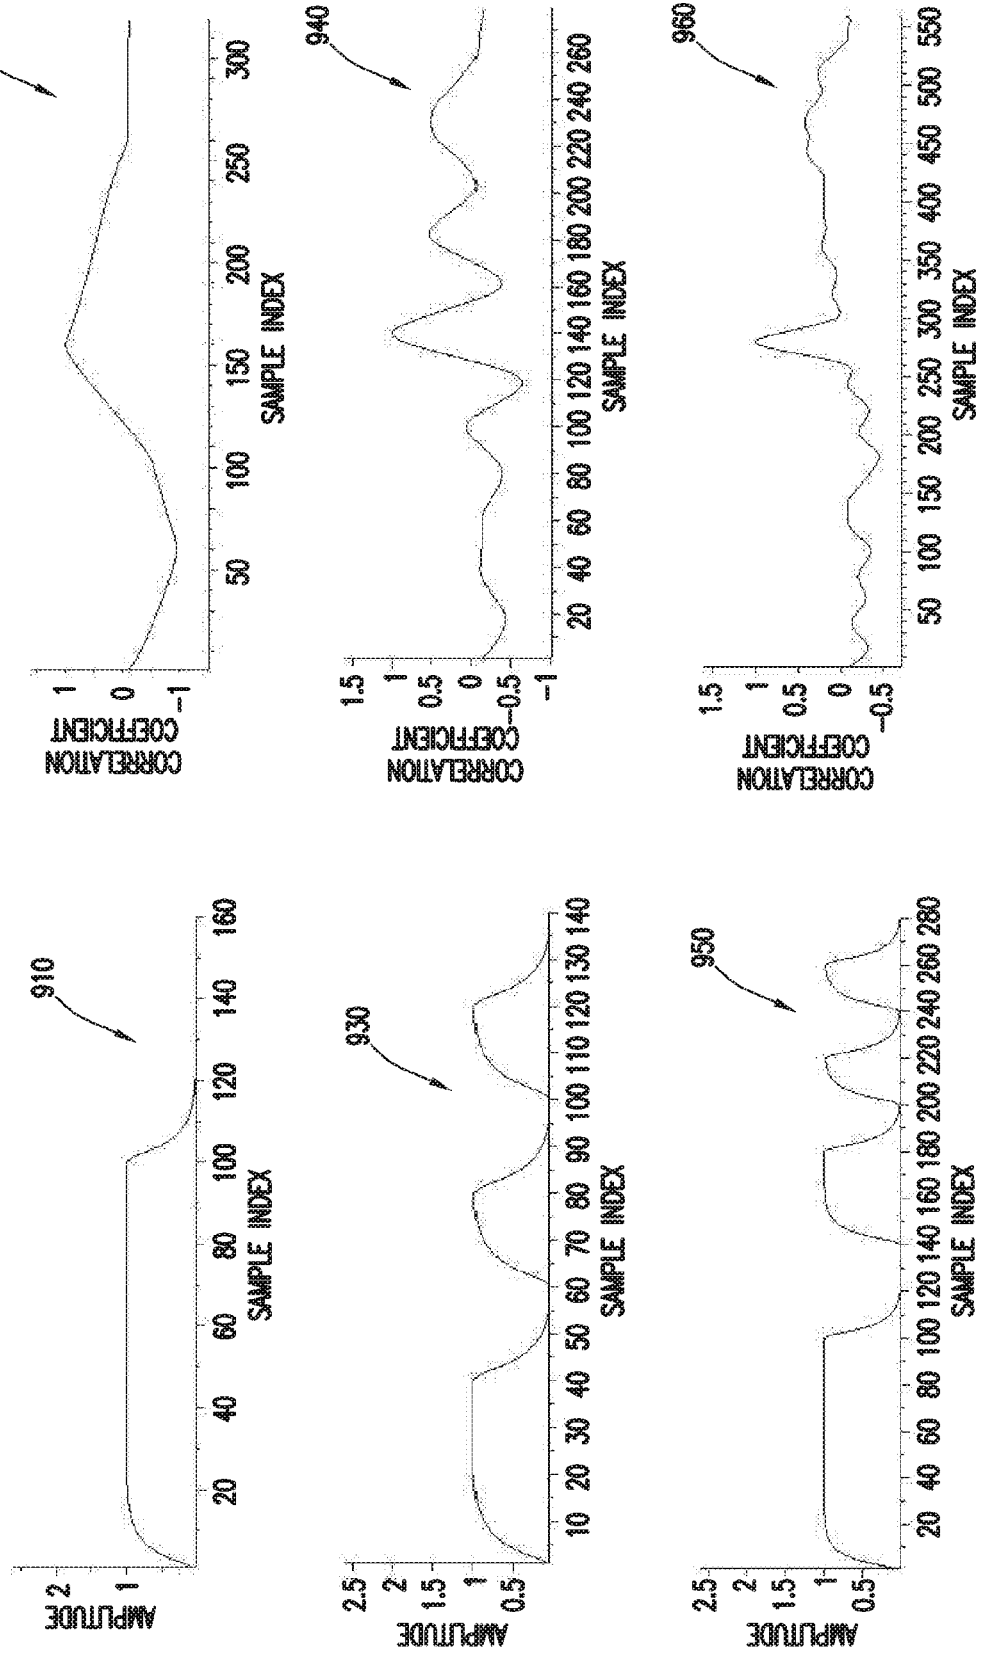 910
AMPLITUDE
2
1
20 40 60 80 100 120 140 160
SAMPLE INDEX
CORRELATION
COEFFICIENT
1
0
-1
50 100 150 200 250 300
SAMPLE INDEX
930
AMPLITUDE
2.5
2
1.5
1
0.5
10 20 30 40 50 60 70 80 90 100 110 120 130 140
SAMPLE INDEX
940
CORRELATION
COEFFICIENT
1.5
1
0.5
0
-0.5
-1
20 40 60 80 100 120 140 160 180 200 220 240 260
SAMPLE INDEX
950
AMPLITUDE
2.5
2
1.5
1
0.5
20 40 60 80 100 120 140 160 180 200 220 240 260 280
SAMPLE INDEX
960
CORRELATION
COEFFICIENT
1.5
1
0.5
0
-0.5
50 100 150 200 250 300 350 400 450 500 550
SAMPLE INDEX